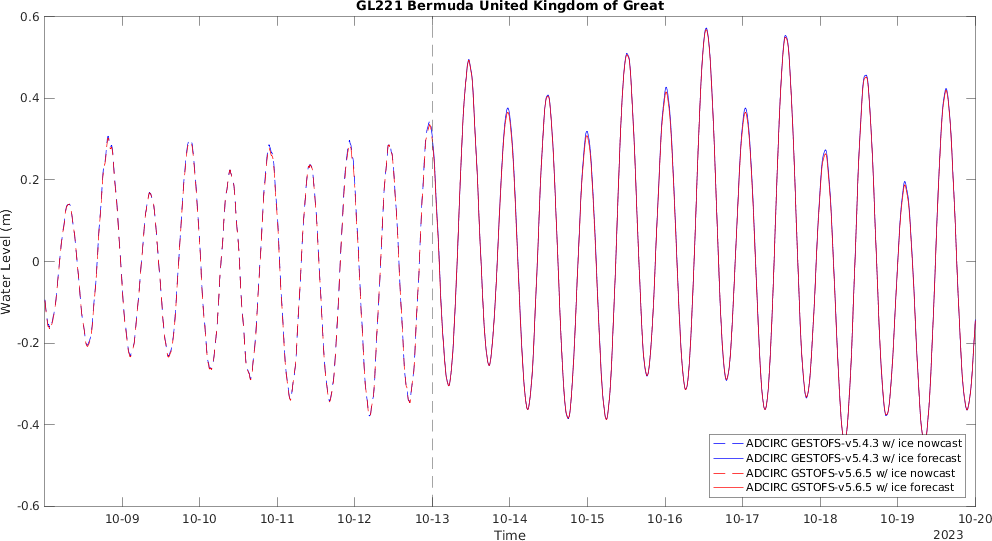 GL221 Bermuda United Kingdom of Great
0.6
0.4
0.2
0
-0.2
-0.4
-0.6
Water Level (m)
ADCIRC GESTOFS-v5.4.3 w/ ice nowcast
ADCIRC GESTOFS-v5.4.3 w/ ice forecast
ADCIRC GSTOFS-v5.6.5 w/ ice nowcast
ADCIRC GSTOFS-v5.6.5 w/ ice forecast
10-09 10-10 10-11 10-12 10-13 10-14 10-15 10-16 10-17 10-18 10-19 10-20
Time
2023